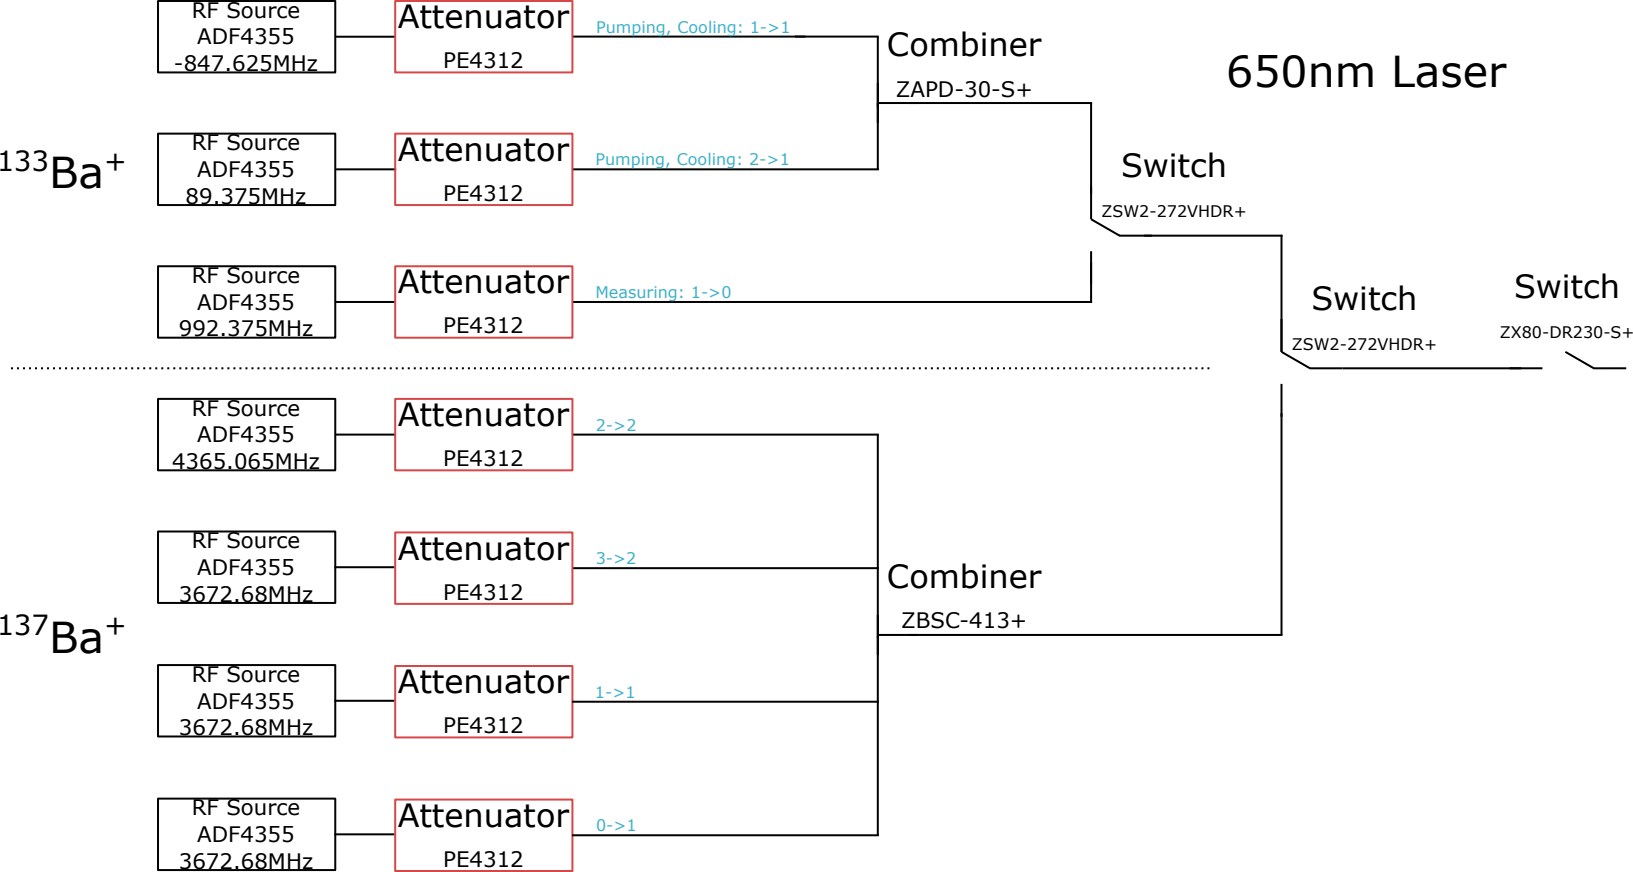 RF Source
ADF4355
-847.625MHz
Attenuator
PE4312
Pumping, Cooling: 1->1
Combiner
ZAPD-30-S+
650nm Laser
133Ba+
RF Source
ADF4355
89.375MHz
Attenuator
PE4312
Pumping, Cooling: 2->1
Switch
ZSW2-272VHDR+
RF Source
ADF4355
992.375MHz
Attenuator
PE4312
Measuring: 1->0
Switch
ZSW2-272VHDR+
Switch
ZX80-DR230-S+
RF Source
ADF4355
4365.065MHz
Attenuator
PE4312
2->2
137Ba+
RF Source
ADF4355
3672.68MHz
Attenuator
PE4312
3->2
Combiner
ZBSC-413+
RF Source
ADF4355
3672.68MHz
Attenuator
PE4312
1->1
RF Source
ADF4355
3672.68MHz
Attenuator
PE4312
0->1